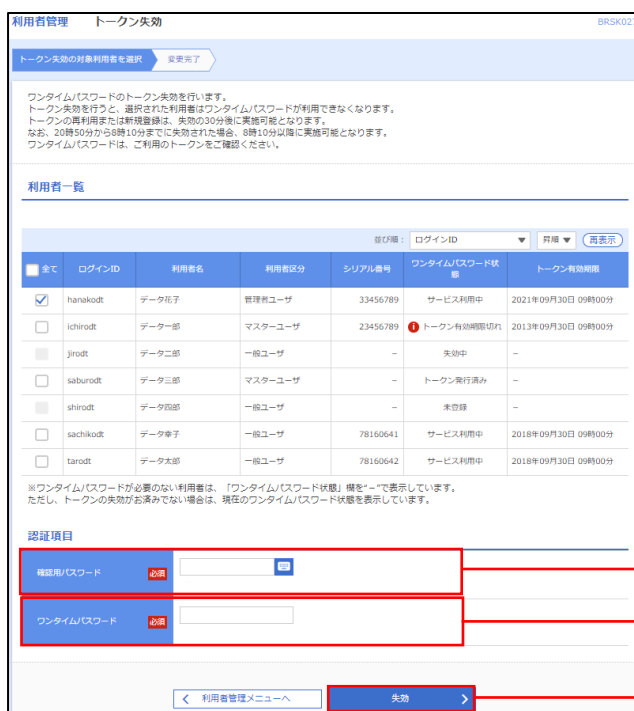 利用者管理 トークン失効 BRSK027
トークン失効の対象利用者を選択 変更完了
ワンタイムパスワードのトークン失効を行います。
トークン失効を行うと、選択された利用者はワンタイムパスワードが利用できなくなります。
トークンの再利用または新規登録は、失効の30分後に実施可能となります。
なお、20時50分から8時10分までに失効された場合、8時10分以降に実施可能となります。
ワンタイムパスワードは、ご利用のトークンをご確認ください。
利用者一覧
並び順： ログインID ▼ 昇順 ▼ 再表示
全て ログインID 利用者名 利用者区分 シリアル番号 ワンタイムパスワード状態 トークン有効期限
hanakodt データ花子 管理者ユーザ 33456789 サービス利用中 2021年09月30日 09時00分
ichirodt データ一郎 マスターユーザ 23456789 トークン有効期限切れ 2013年09月30日 09時00分
jirodt データ二郎 一般ユーザ － 失効中 －
saburodt データ三郎 マスターユーザ － トークン発行済み －
shirodt データ四郎 一般ユーザ － 未登録 －
sachikodt データ幸子 一般ユーザ 78160641 サービス利用中 2018年09月30日 09時00分
tarodt データ太郎 一般ユーザ 78160642 サービス利用中 2018年09月30日 09時00分
※ワンタイムパスワードが必要のない利用者は、「ワンタイムパスワード状態」欄を"－"で表示しています。
ただし、トークンの失効がお済みでない場合は、現在のワンタイムパスワード状態を表示しています。
認証項目
確認用パスワード 必須
ワンタイムパスワード 必須
利用者管理メニューへ 失効